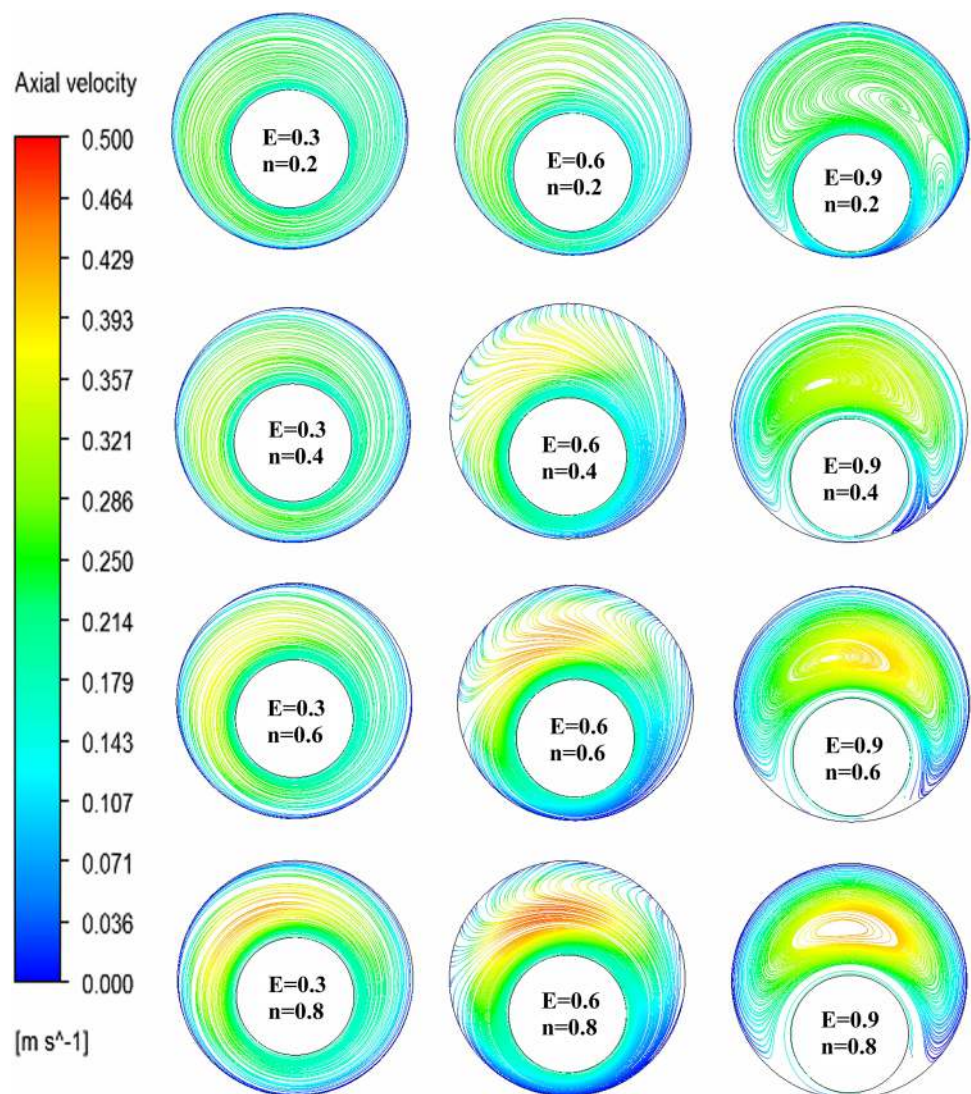 Axial velocity
0.500
0.464
0.429
0.393
0.357
0.321
0.286
0.250
0.214
0.179
0.143
0.107
0.071
0.036
0.000
[m s^-1]
E=0.3
n=0.2
E=0.6
n=0.2
E=0.9
n=0.2
E=0.3
n=0.4
E=0.6
n=0.4
E=0.9
n=0.4
E=0.3
n=0.6
E=0.6
n=0.6
E=0.9
n=0.6
E=0.3
n=0.8
E=0.6
n=0.8
E=0.9
n=0.8